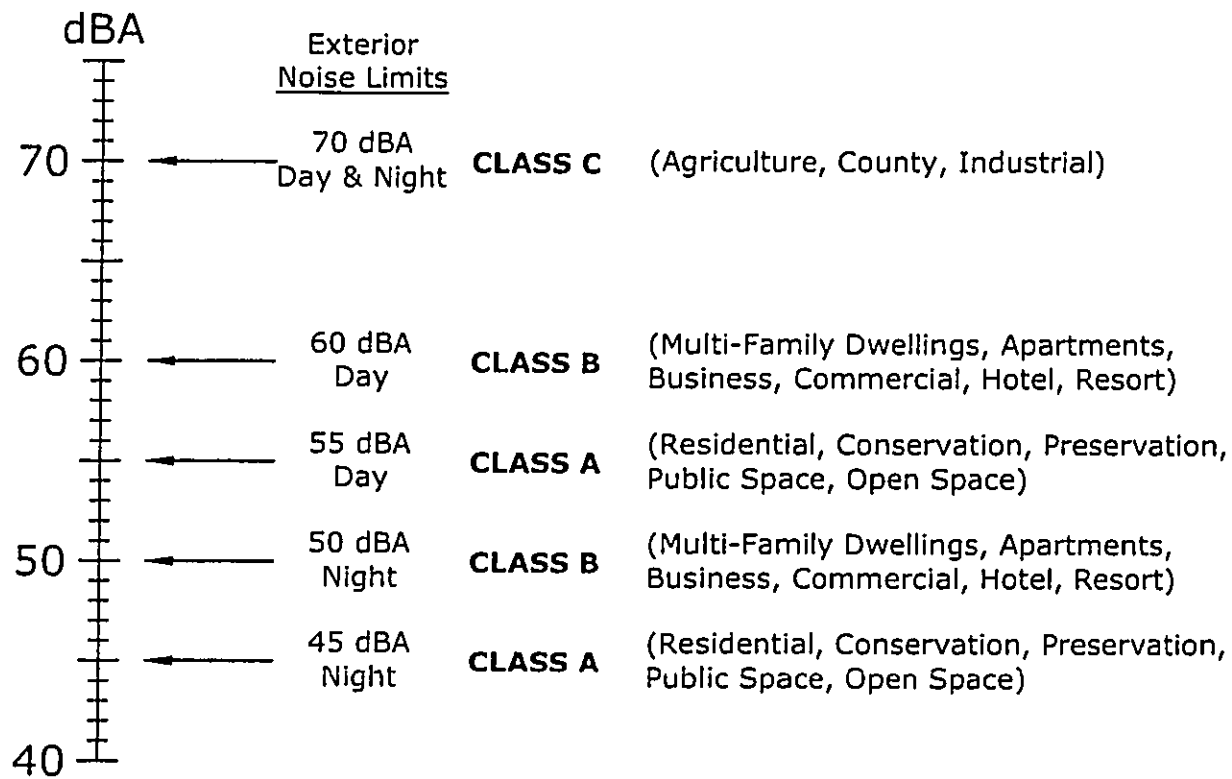 dBA
Exterior
Noise Limits
70
70 dBA
Day & Night
CLASS C
(Agriculture, County, Industrial)
60
60 dBA
Day
CLASS B
(Multi-Family Dwellings, Apartments,
Business, Commercial, Hotel, Resort)
55 dBA
Day
CLASS A
(Residential, Conservation, Preservation,
Public Space, Open Space)
50
50 dBA
Night
CLASS B
(Multi-Family Dwellings, Apartments,
Business, Commercial, Hotel, Resort)
45 dBA
Night
CLASS A
(Residential, Conservation, Preservation,
Public Space, Open Space)
40